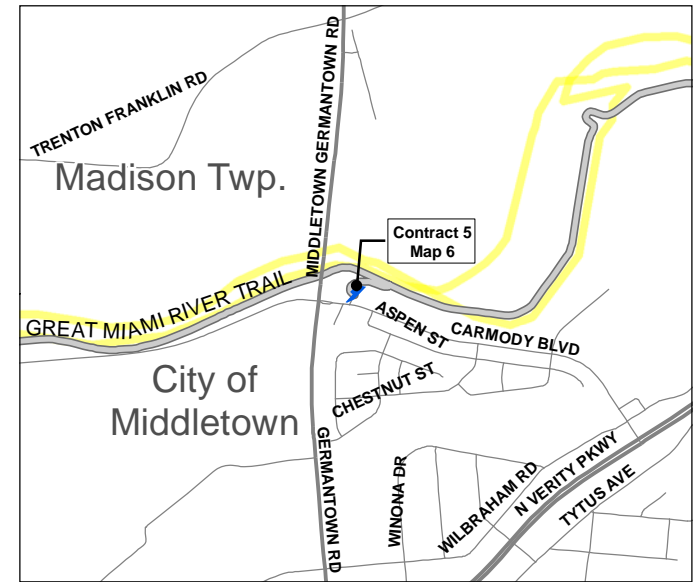 TRENTON FRANKLIN RD
MIDDLETOWN GERMANTOWN RD
Madison Twp.
Contract 5
Map 6
GREAT MIAMI RIVER TRAIL
ASPEN ST
CARMODY BLVD
City of
Middletown
CHESTNUT ST
GERMANTOWN RD
WINONA DR
WILBRAHAM RD
N VERITY PKWY
TYTUS AVE